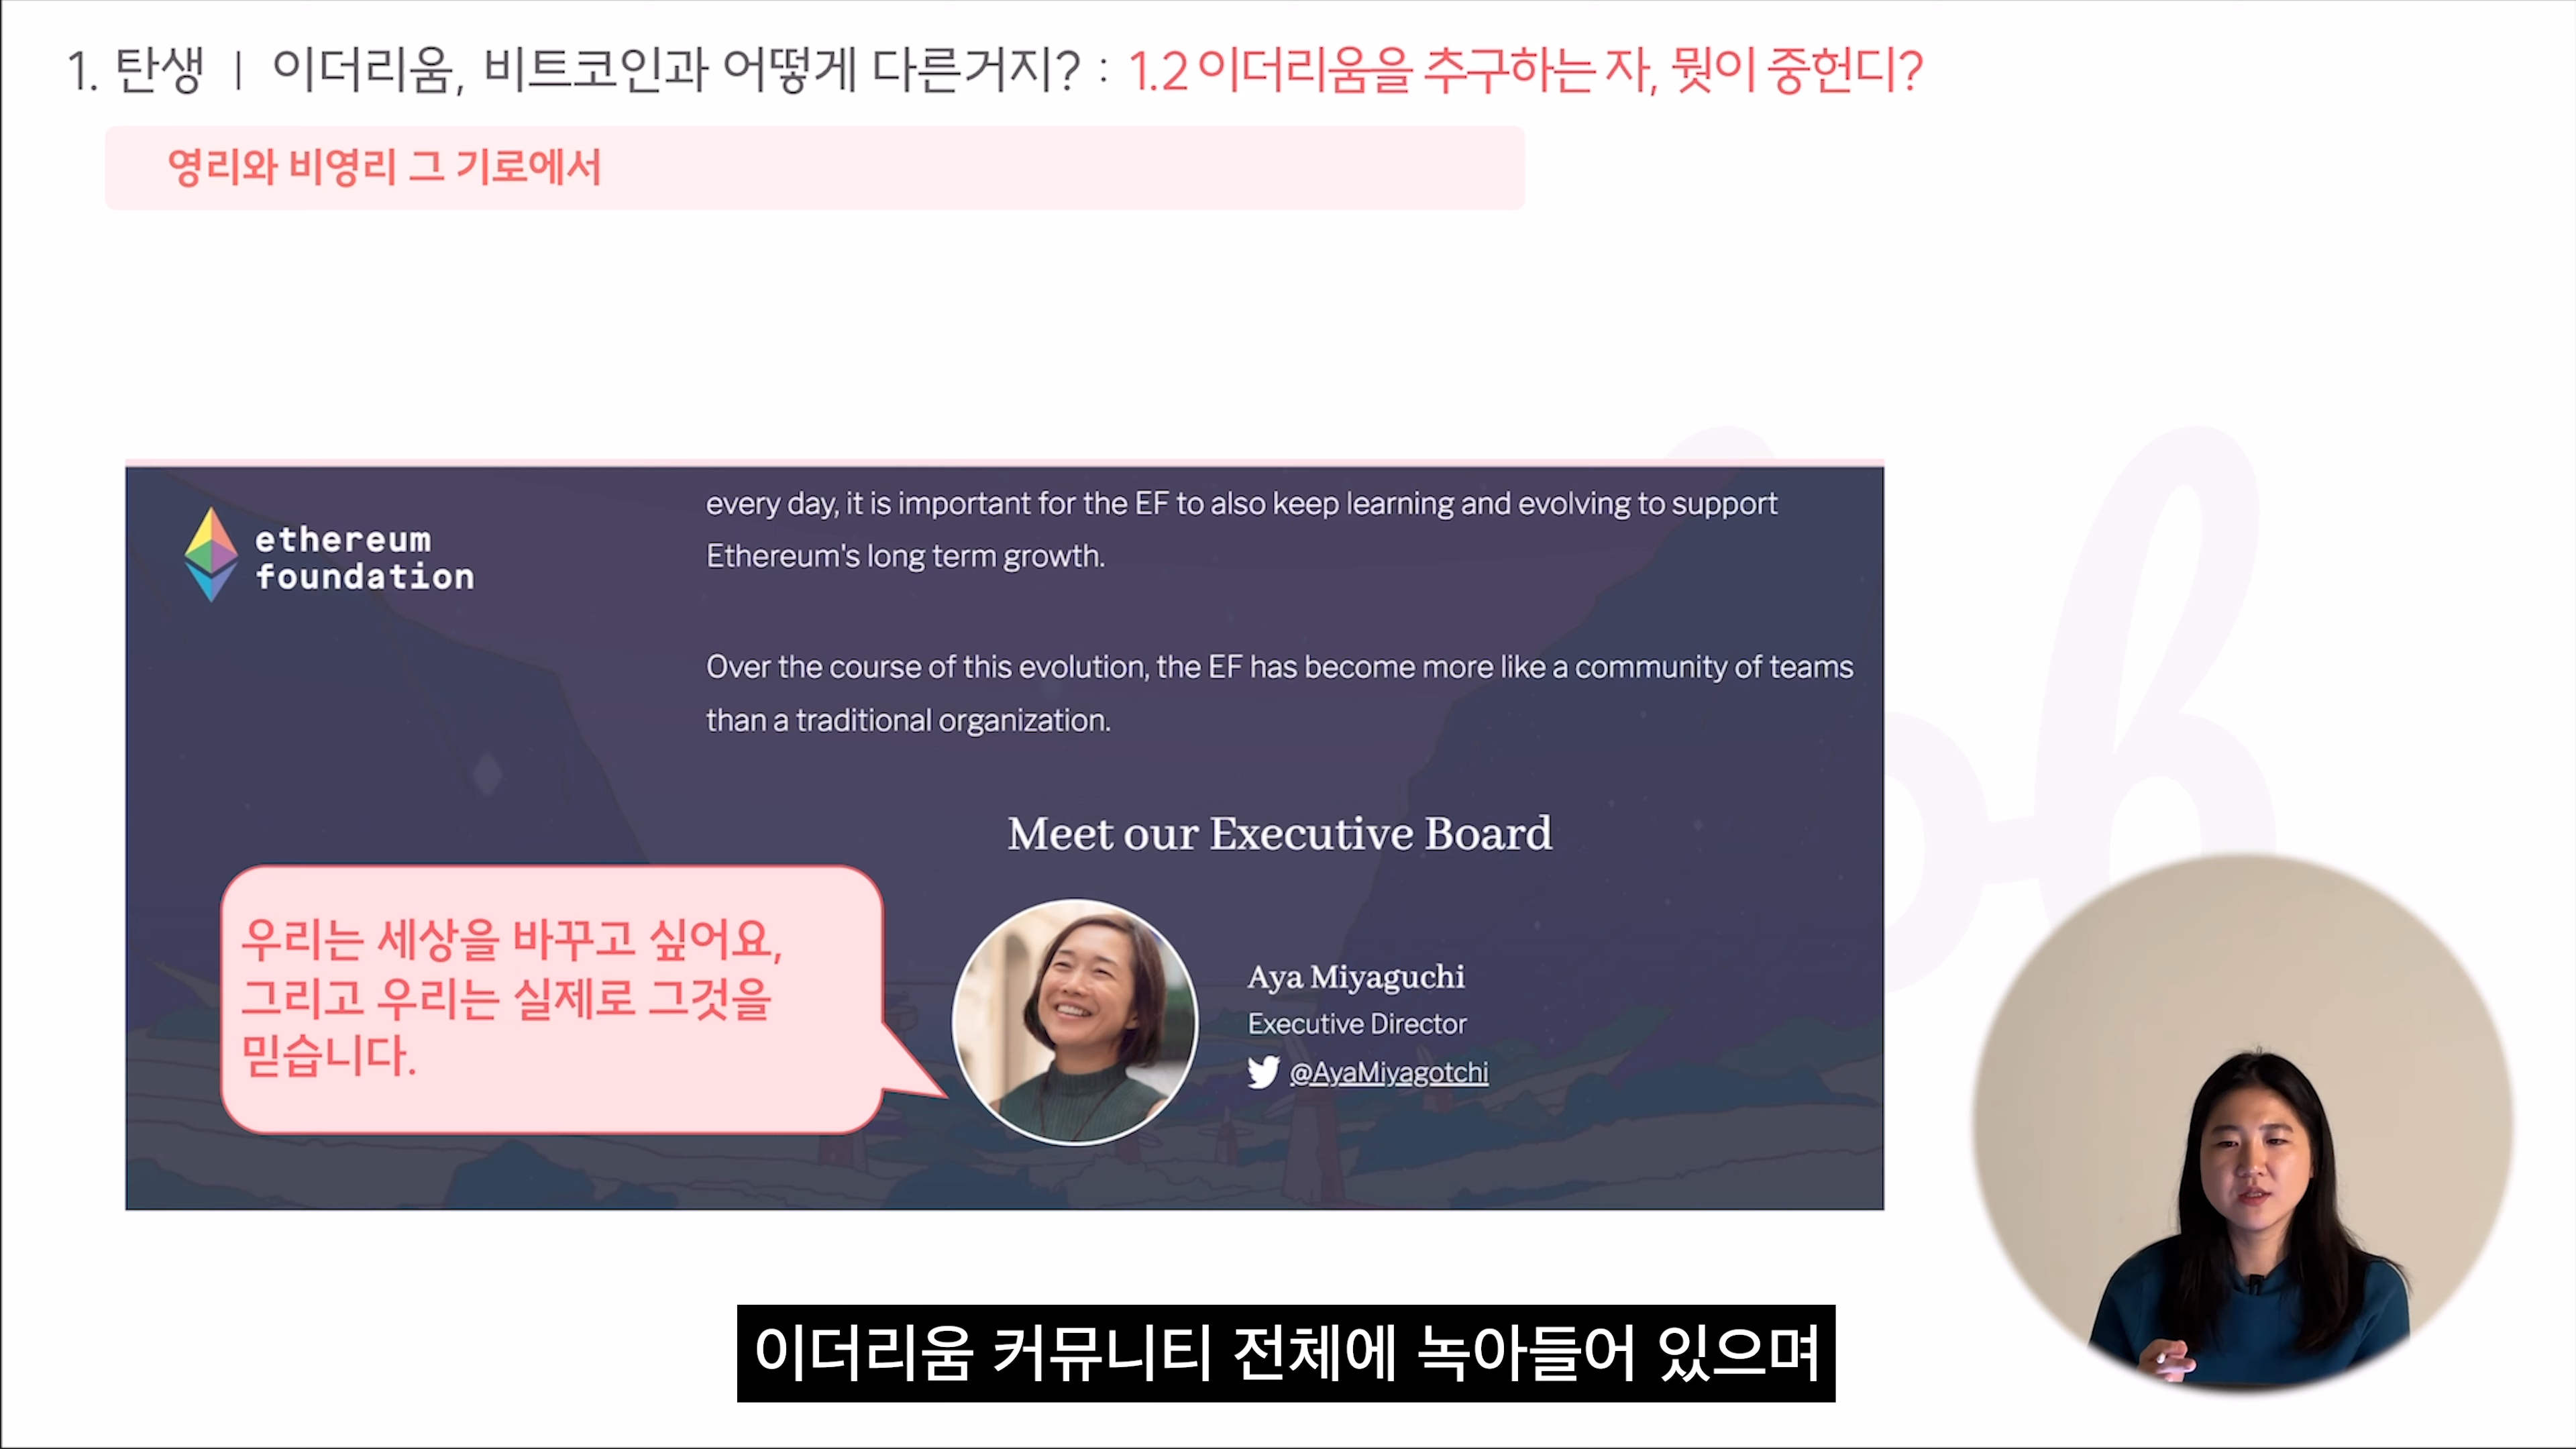 1. 탄생 | 이더리움, 비트코인과 어떻게 다른거지? : 1.2 이더리움을 추구하는 자, 뭣이 중헌디?
영리와 비영리 그 기로에서
ethereum
foundation
every day, it is important for the EF to also keep learning and evolving to support
Ethereum's long term growth.
Over the course of this evolution, the EF has become more like a community of teams
than a traditional organization.
Meet our Executive Board
우리는 세상을 바꾸고 싶어요,
그리고 우리는 실제로 그것을
믿습니다.
Aya Miyaguchi
Executive Director
@AyaMiyagotchi
이더리움 커뮤니티 전체에 녹아들어 있으며